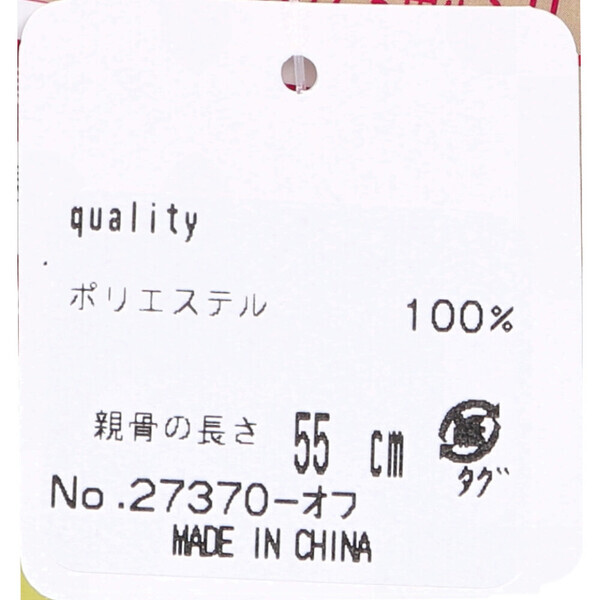 quality
ポリエステル 100%
親骨の長さ 55 cm
タグ
No.27370-オフ
MADE IN CHINA